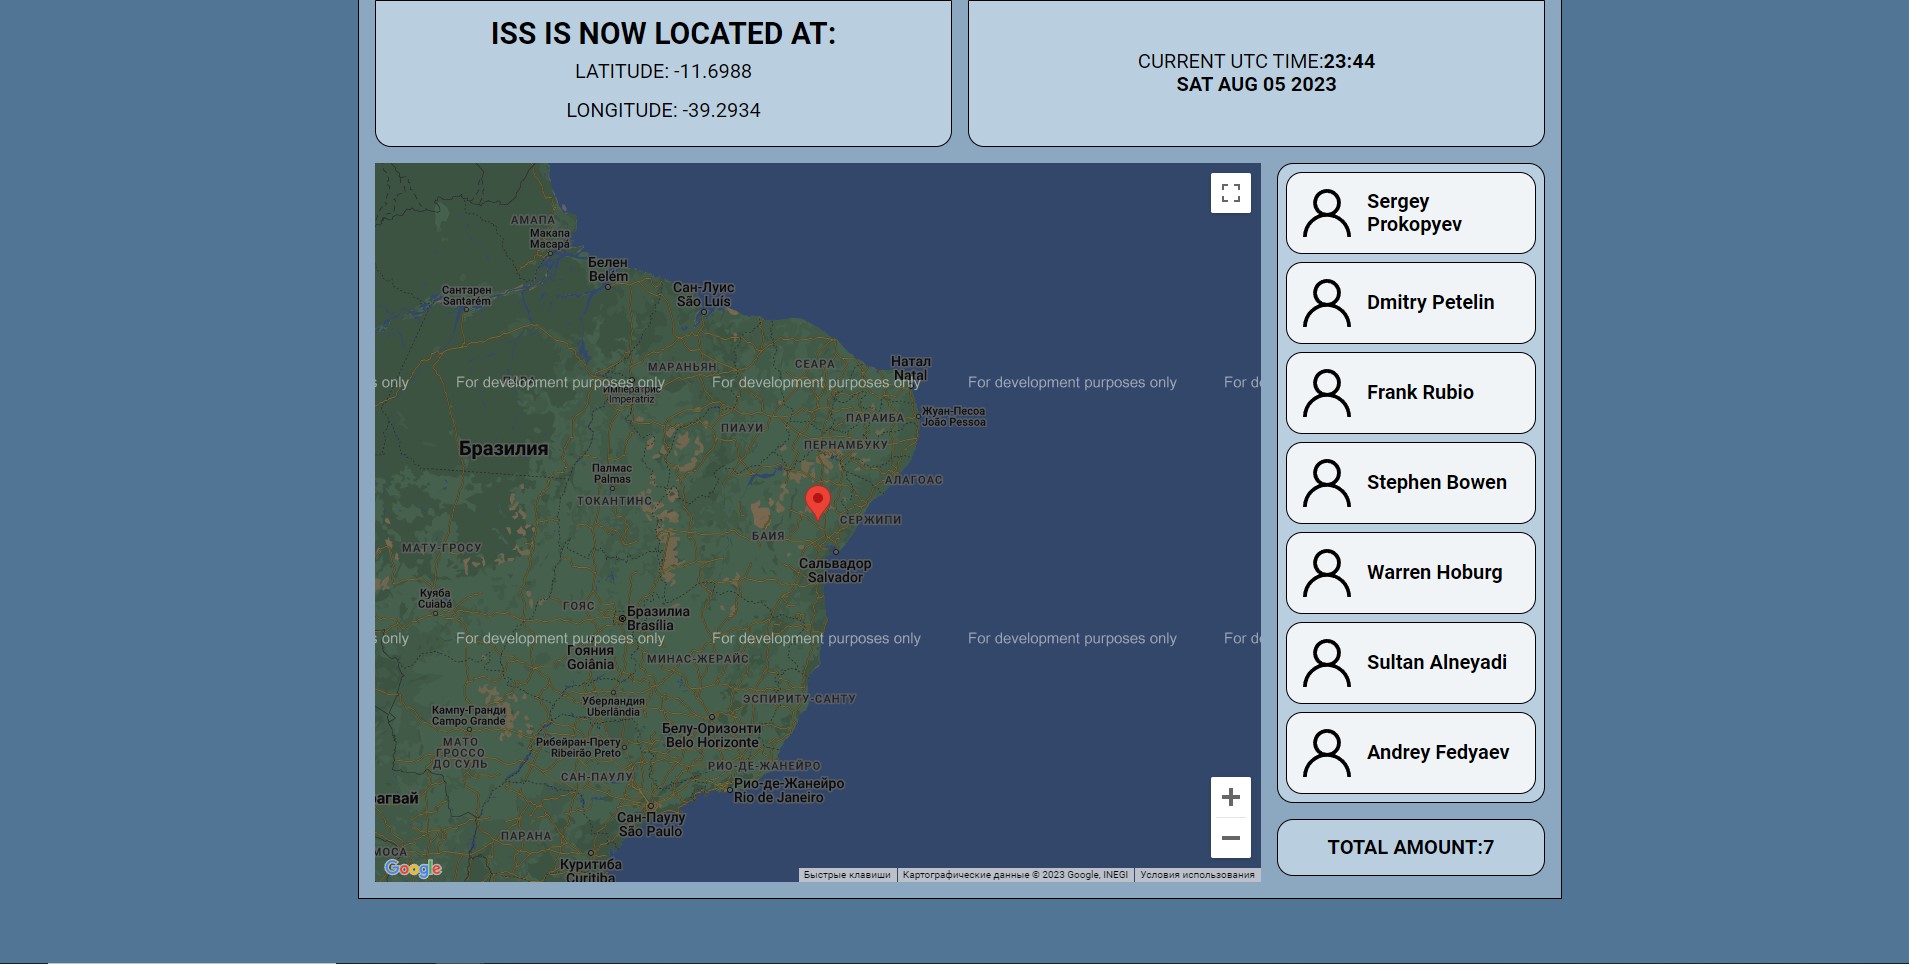 ISS IS NOW LOCATED AT:
LATITUDE: -11.6988
LONGITUDE: -39.2934
CURRENT UTC TIME:23:44
SAT AUG 05 2023
АМАПА
Макапа
Macapá
Белен
Belém
Сан-Луис
São Luís
Сантарен
Santarém
МАРАНЬЯН
СЕАРА
Натал
Natal
s only
For development purposes only
For development purposes only
For development purposes only
For de
Императрис
Imperatriz
ПАРАИБА
Жуан-Песоа
João Pessoa
ПИАУИ
ПЕРНАМБУКУ
Бразилия
Палмас
Palmas
АЛАГОАС
ТОКАНТИНС
СЕРЖИПИ
БАИЯ
МАТУ-ГРОСУ
Сальвадор
Salvador
Куяба
Cuiabá
ГОЯС
Бразилиа
Brasília
s only
For development purposes only
For development purposes only
For development purposes only
For de
Гояния
Goiânia
МИНАС-ЖЕРАЙС
Уберландия
Uberlândia
ЭСПИРИТУ-САНТУ
Кампу-Гранди
Campo Grande
Белу-Оризонти
Belo Horizonte
МАТО
ГРОССО
ДО СУЛЬ
Рибейран-Прету
Ribeirão Preto
РИО-ДЕ-ЖАНЕЙРО
САН-ПАУЛУ
Рио-де-Жанейро
Rio de Janeiro
рагвай
Сан-Паулу
São Paulo
ПАРАНА
МОСА
Куритиба
Curitiba
Google
Быстрые клавиши
Картографические данные © 2023 Google, INEGI
Условия использования
Sergey
Prokopyev
Dmitry Petelin
Frank Rubio
Stephen Bowen
Warren Hoburg
Sultan Alneyadi
Andrey Fedyaev
TOTAL AMOUNT:7